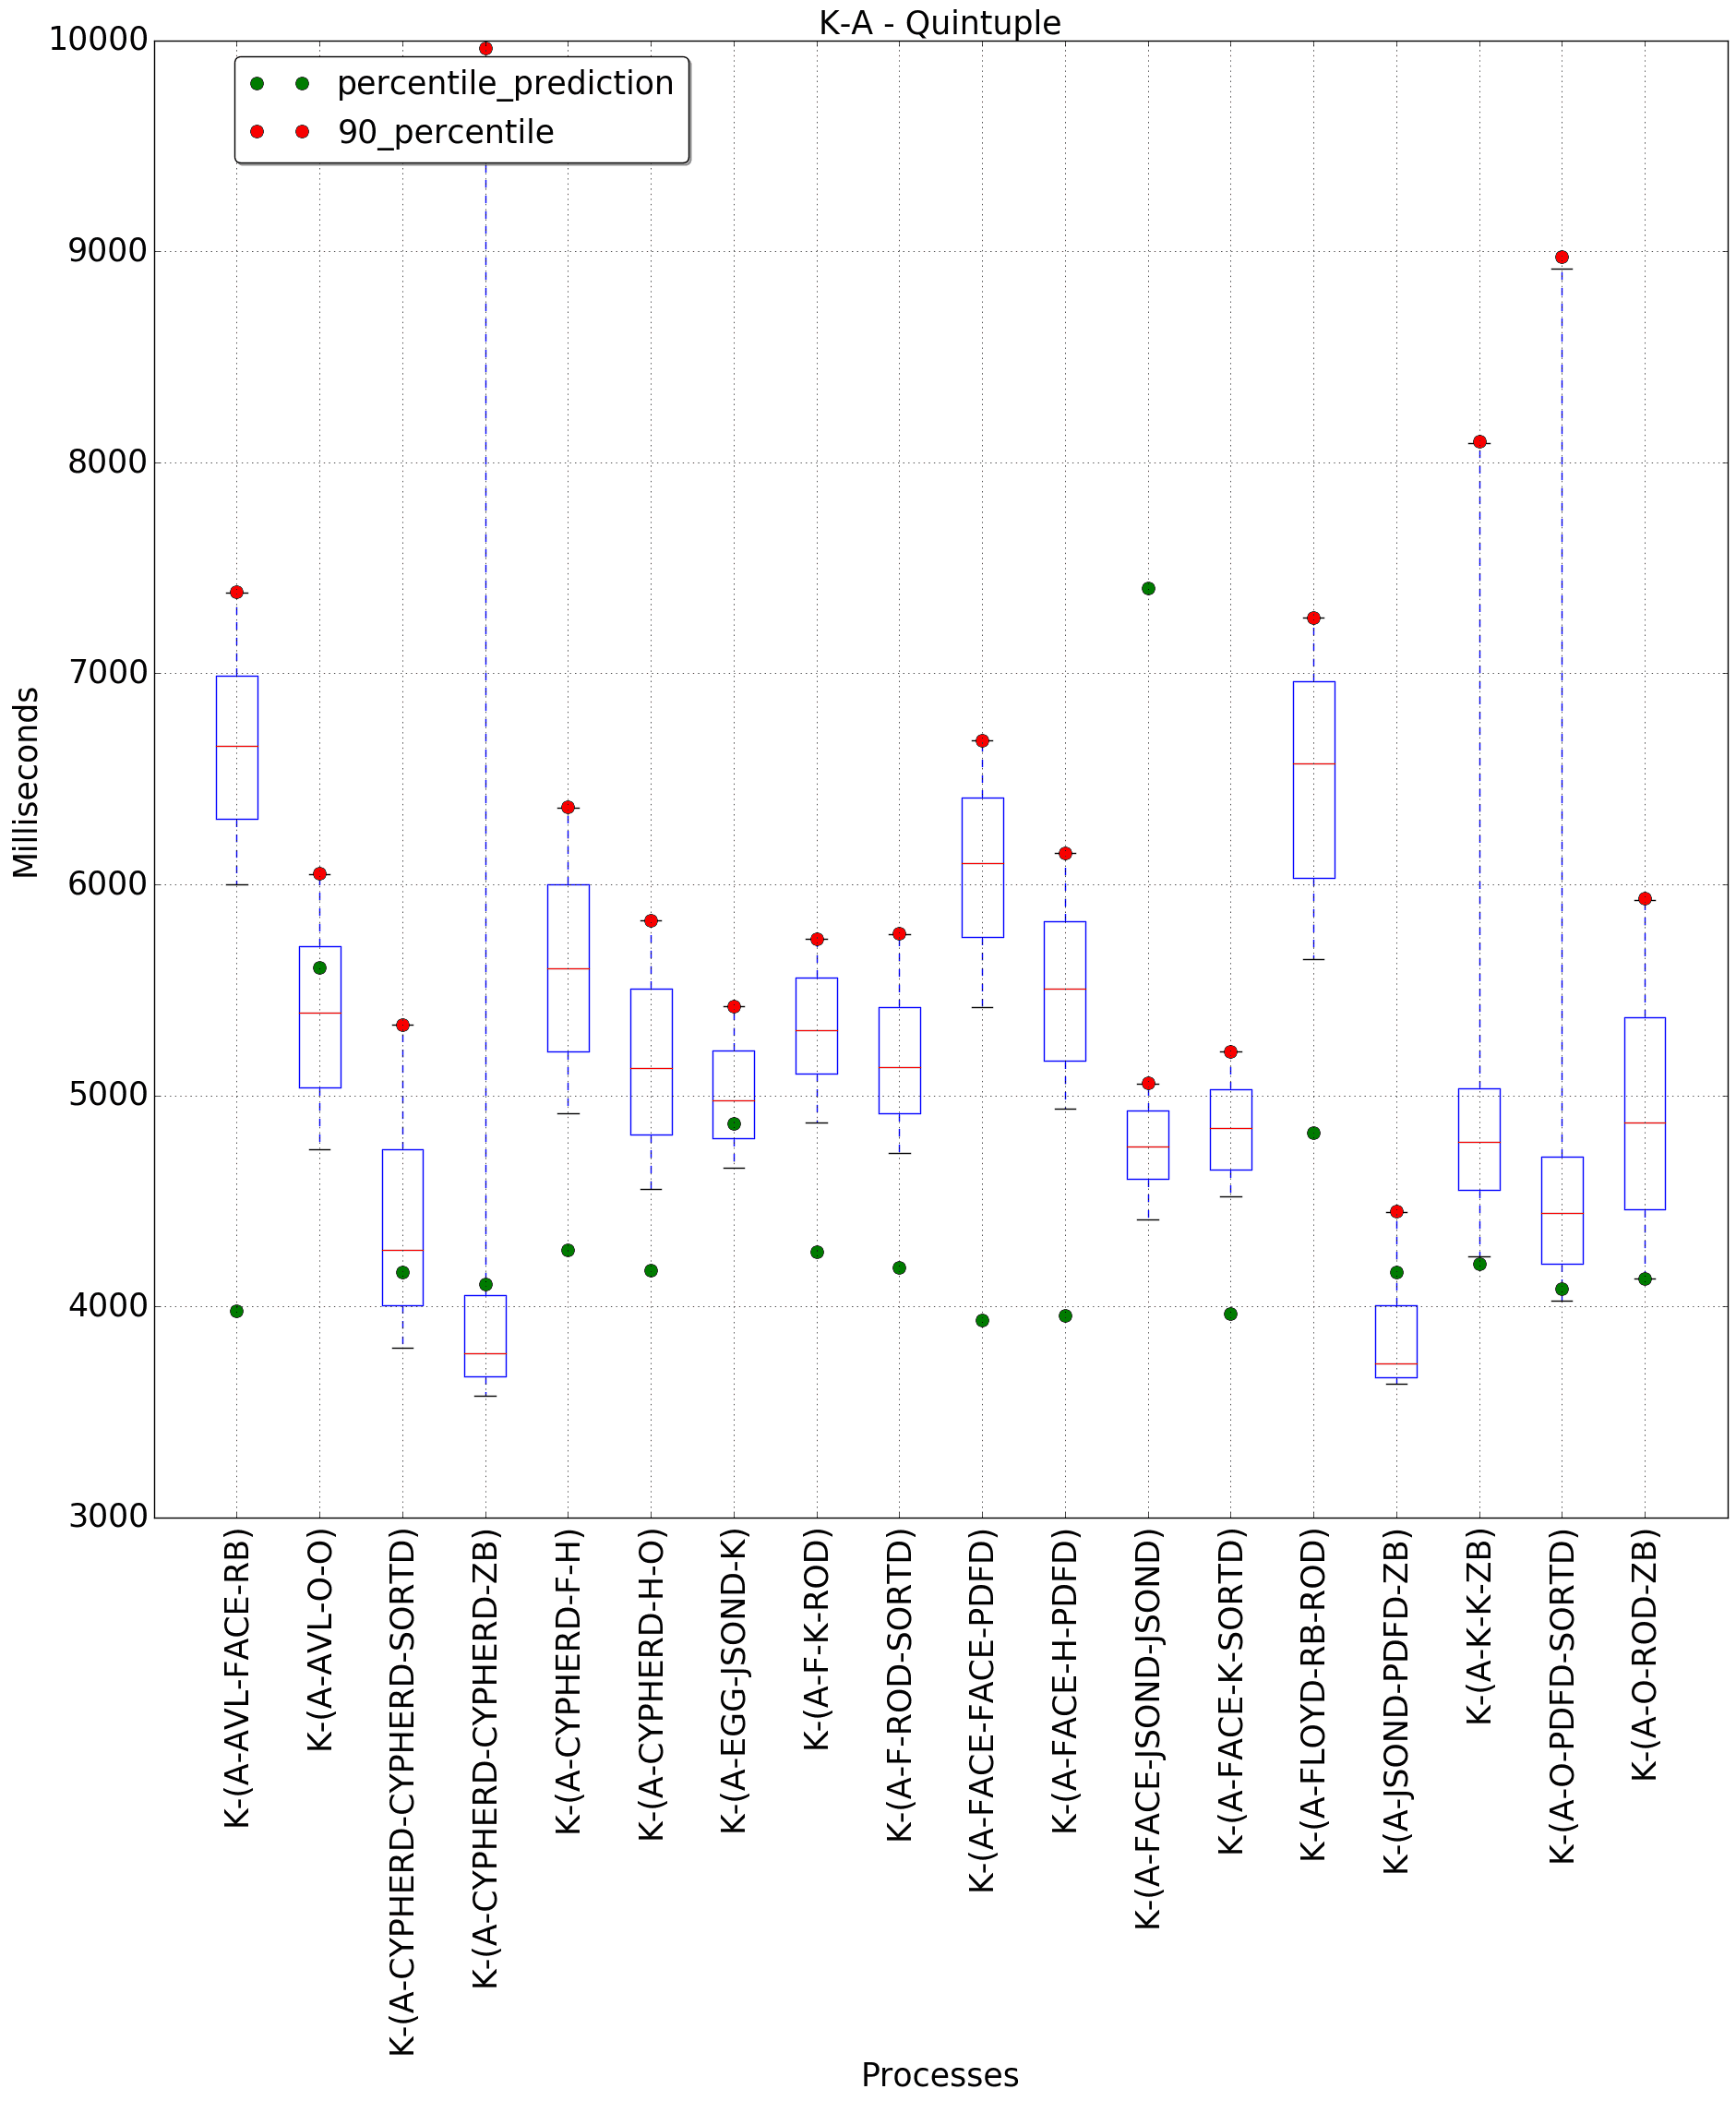 K-A - Quintuple
percentile_prediction
90_percentile
10000
9000
8000
7000
6000
5000
4000
3000
Milliseconds
K-(A-AVL-FACE-RB)
K-(A-AVL-O-O)
K-(A-CYPHERD-CYPHERD-SORTD)
K-(A-CYPHERD-CYPHERD-ZB)
K-(A-CYPHERD-F-H)
K-(A-CYPHERD-H-O)
K-(A-EGG-JSOND-K)
K-(A-F-K-ROD)
K-(A-F-ROD-SORTD)
K-(A-FACE-FACE-PDFD)
K-(A-FACE-H-PDFD)
K-(A-FACE-JSOND-JSOND)
K-(A-FACE-K-SORTD)
K-(A-FLOYD-RB-ROD)
K-(A-JSOND-PDFD-ZB)
K-(A-K-K-ZB)
K-(A-O-PDFD-SORTD)
K-(A-O-ROD-ZB)
Processes